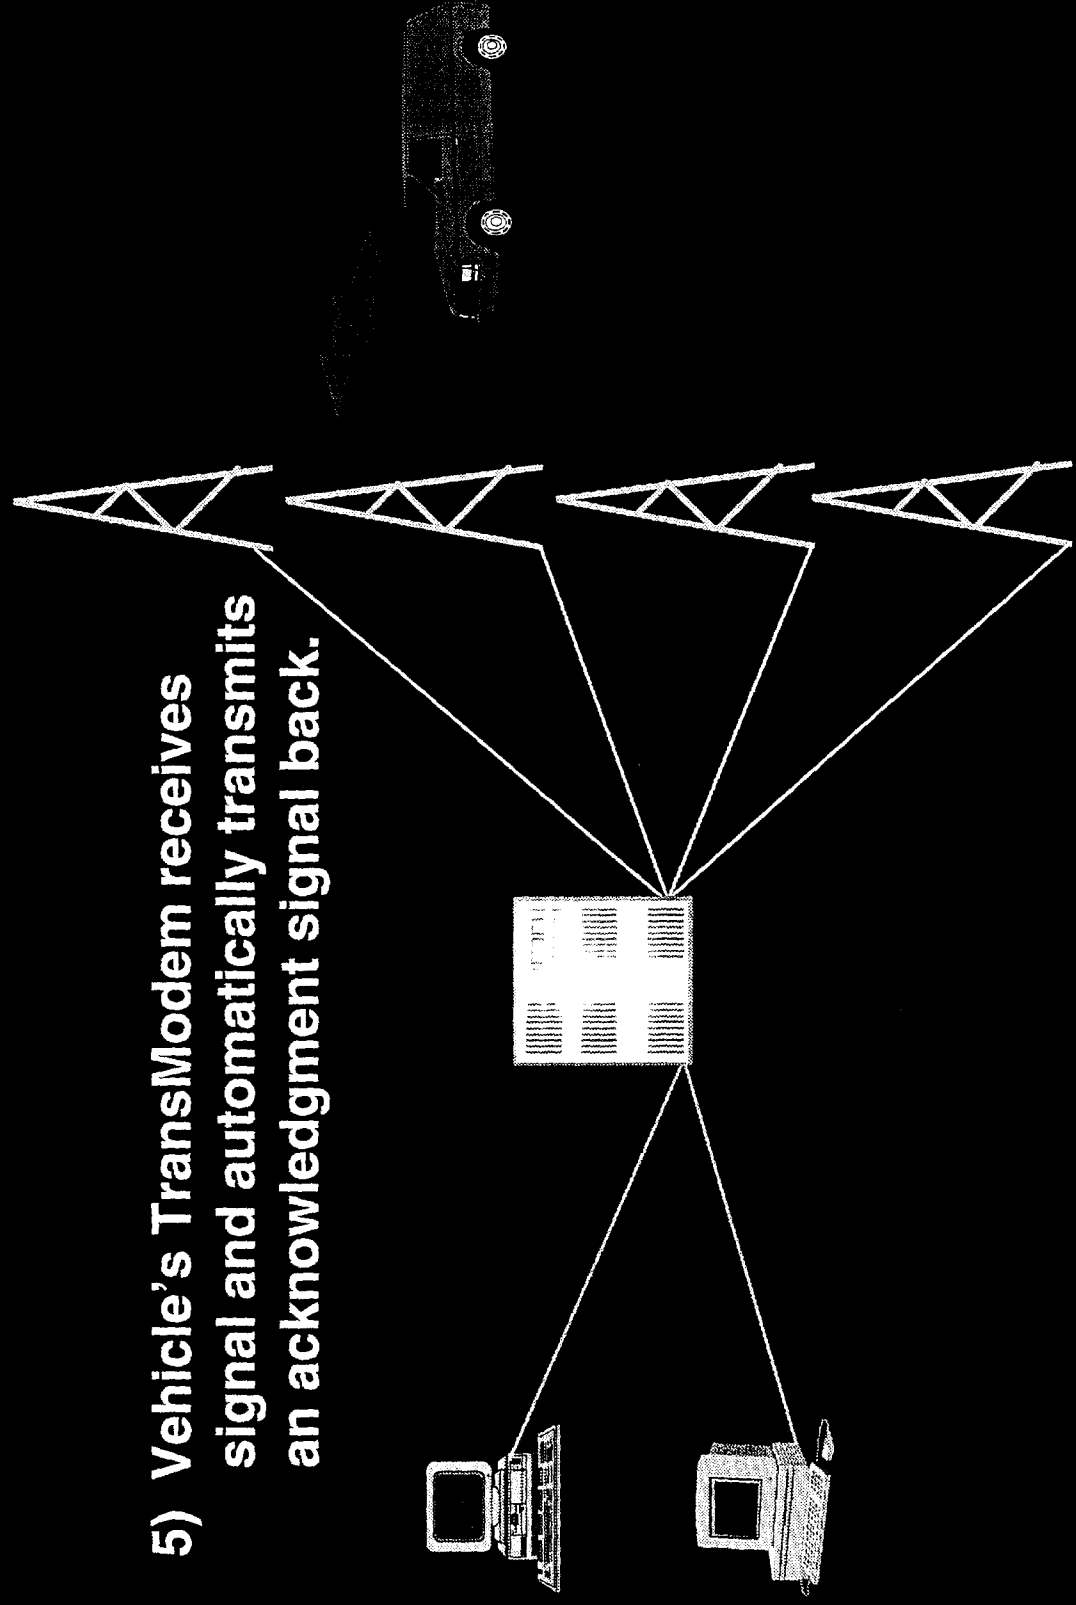 5) Vehicle's TransModem receives
signal and automatically transmits
an acknowledgment signal back.